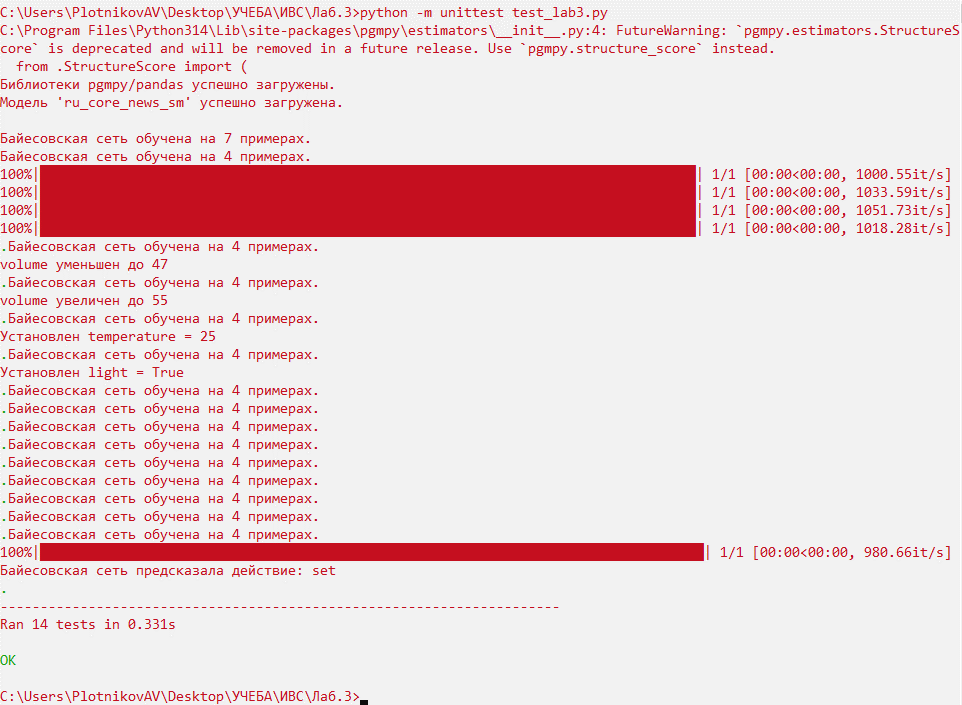 C:\Users\PlotnikovAV\Desktop\УЧЕБА\ИВС\Лаб.3>python -m unittest test_lab3.py
C:\Program Files\Python314\Lib\site-packages\pgmpy\estimators\__init__.py:4: FutureWarning: `pgmpy.estimators.StructureS
core` is deprecated and will be removed in a future release. Use `pgmpy.structure_score` instead.
  from .StructureScore import (
Библиотеки pgmpy/pandas успешно загружены.
Модель 'ru_core_news_sm' успешно загружена.
Байесовская сеть обучена на 7 примерах.
Байесовская сеть обучена на 4 примерах.
100%| | 1/1 [00:00<00:00, 1000.55it/s]
100%| | 1/1 [00:00<00:00, 1033.59it/s]
100%| | 1/1 [00:00<00:00, 1051.73it/s]
100%| | 1/1 [00:00<00:00, 1018.28it/s]
.Байесовская сеть обучена на 4 примерах.
volume уменьшен до 47
.Байесовская сеть обучена на 4 примерах.
volume увеличен до 55
.Байесовская сеть обучена на 4 примерах.
Установлен temperature = 25
.Байесовская сеть обучена на 4 примерах.
Установлен light = True
.Байесовская сеть обучена на 4 примерах.
.Байесовская сеть обучена на 4 примерах.
.Байесовская сеть обучена на 4 примерах.
.Байесовская сеть обучена на 4 примерах.
.Байесовская сеть обучена на 4 примерах.
.Байесовская сеть обучена на 4 примерах.
.Байесовская сеть обучена на 4 примерах.
.Байесовская сеть обучена на 4 примерах.
.Байесовская сеть обучена на 4 примерах.
100%| | 1/1 [00:00<00:00, 980.66it/s]
Байесовская сеть предсказала действие: set
.
----------------------------------------------------------------------
Ran 14 tests in 0.331s
OK
C:\Users\PlotnikovAV\Desktop\УЧЕБА\ИВС\Лаб.3>